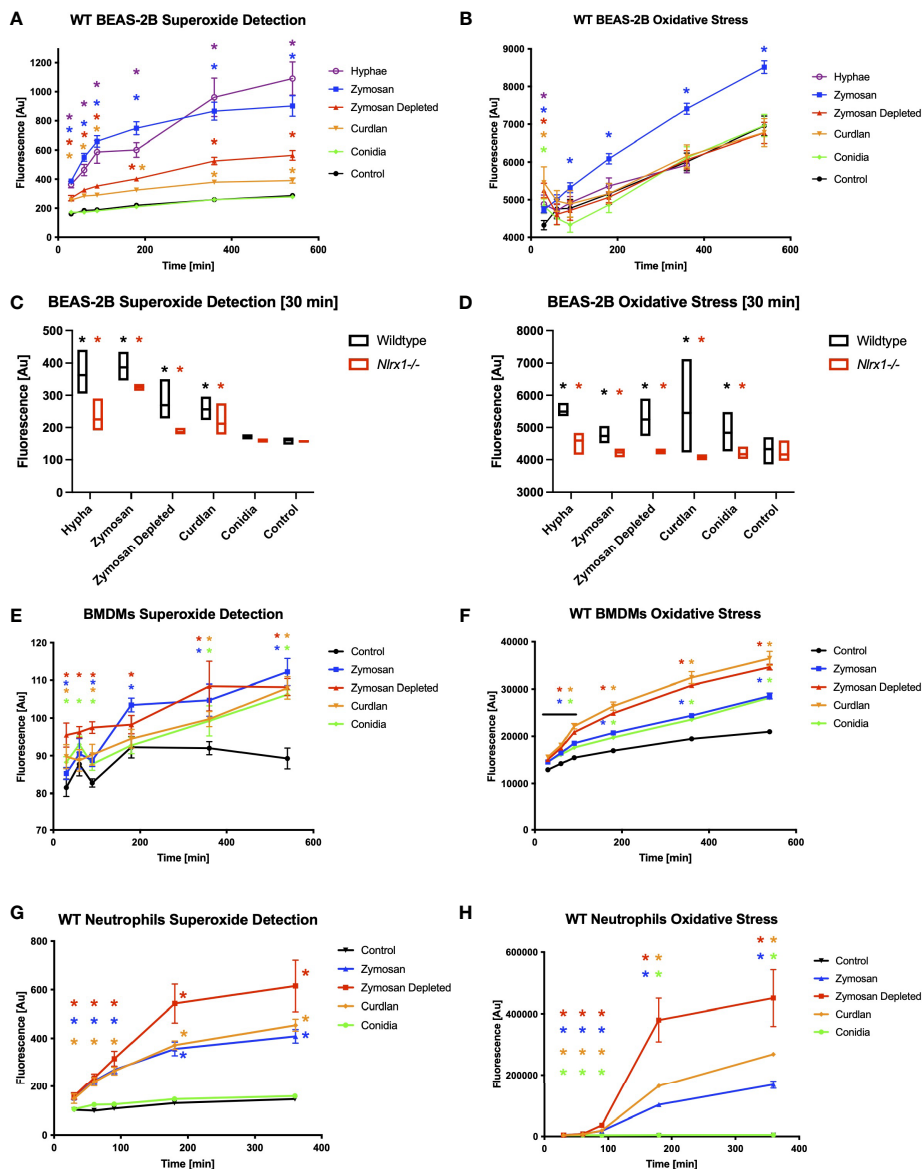 A
WT BEAS-2B Superoxide Detection
Fluorescence [Au]
1200
1000
800
600
400
200
0
0
200
400
600
Time [min]
Hyphae
Zymosan
Zymosan Depleted
Curdlan
Conidia
Control
B
WT BEAS-2B Oxidative Stress
Fluorescence [Au]
9000
8000
7000
6000
5000
4000
0
200
400
600
Time [min]
Hyphae
Zymosan
Zymosan Depleted
Curdlan
Conidia
Control
C
BEAS-2B Superoxide Detection [30 min]
Fluorescence [Au]
500
400
300
200
100
0
Hypha
Zymosan
Zymosan Depleted
Curdlan
Conidia
Control
Wildtype
Nlrx1-/-
D
BEAS-2B Oxidative Stress [30 min]
Fluorescence [Au]
8000
7000
6000
5000
4000
3000
Hypha
Zymosan
Zymosan Depleted
Curdlan
Conidia
Control
Wildtype
Nlrx1-/-
E
BMDMs Superoxide Detection
Fluorescence [Au]
120
110
100
90
80
70
0
200
400
600
Time [min]
Control
Zymosan
Zymosan Depleted
Curdlan
Conidia
F
WT BMDMs Oxidative Stress
Fluorescence [Au]
40000
30000
20000
10000
0
0
200
400
600
Time [min]
Control
Zymosan
Zymosan Depleted
Curdlan
Conidia
G
WT Neutrophils Superoxide Detection
Fluorescence [Au]
800
600
400
200
0
0
100
200
300
400
Time [min]
Control
Zymosan
Zymosan Depleted
Curdlan
Conidia
H
WT Neutrophils Oxidative Stress
Fluorescence [Au]
600000
400000
200000
0
0
100
200
300
400
Time [min]
Control
Zymosan
Zymosan Depleted
Curdlan
Conidia